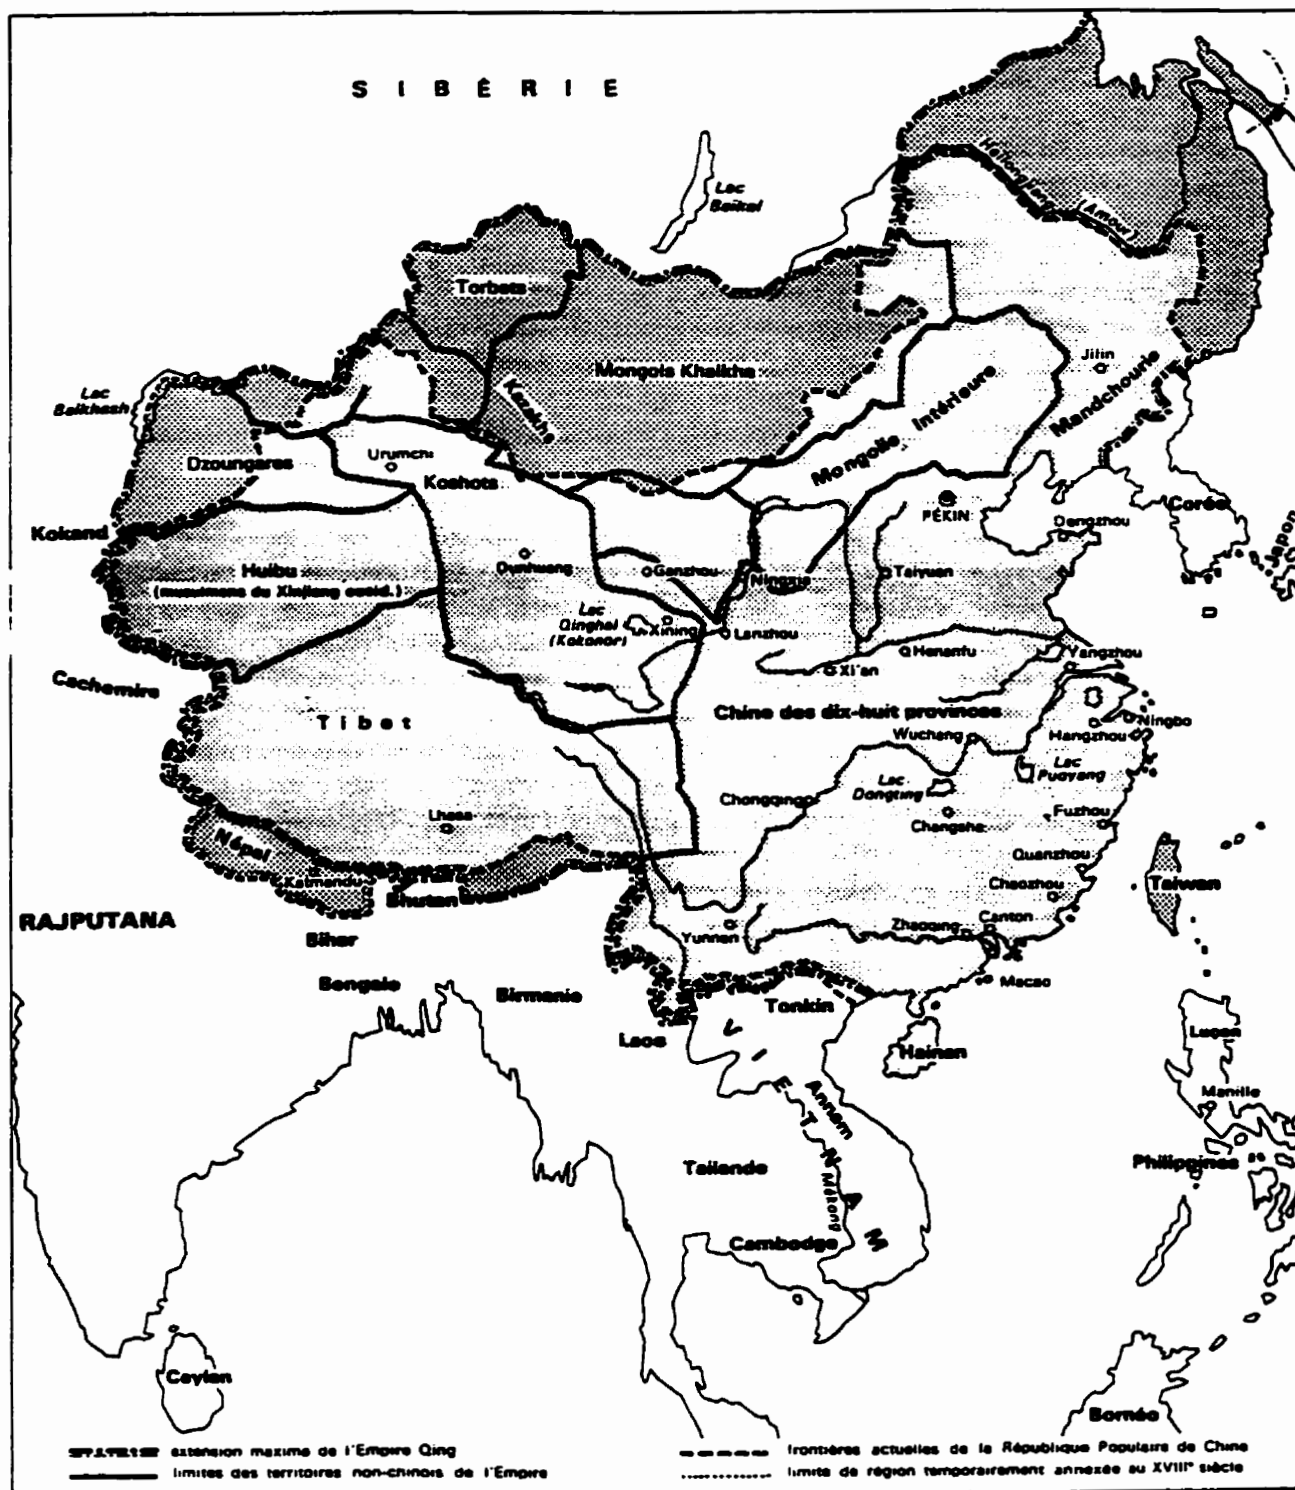 SIBÉRIE
Heilongjiang
(Amour)
Lac
Baikal
Torbets
Mongols Khalkha
Jilin
Mandchourie
Mongolie Intérieure
Lac
Balkhash
Kazakhs
Dzoungares
Urumchi
Koshots
PÉKIN
Corée
Japon
Dengzhou
Kokand
Huibu
(musulmans du Xinjiang occid.)
Dunhuang
Ganzhou
Ningxia
Taiyuan
Lac
Qinghai
(Kokonor)
Xining
Lanzhou
Henanfu
Yangzhou
Xi'an
Cachemire
Tibet
Chine des dix-huit provinces
Ningbo
Wuchang
Hangzhou
Lac
Puoyang
Lac
Dongting
Chongqing
Changsha
Fuzhou
Lhasa
Népal
Katmandu
Bhutan
Quanzhou
Chaozhou
Taiwan
RAJPUTANA
Bihar
Yunnan
Zhaoqing
Canton
Macao
Bengale
Birmanie
Tonkin
Laos
Hainan
VIETNAM
Annam
Luçon
Manille
Philippines
Tailande
Mékong
Cambodge
Ceylan
Bornéo
extension maxima de l'Empire Qing
limites des territoires non-chinois de l'Empire
frontières actuelles de la République Populaire de Chine
limite de région temporairement annexée au XVIIIe siècle